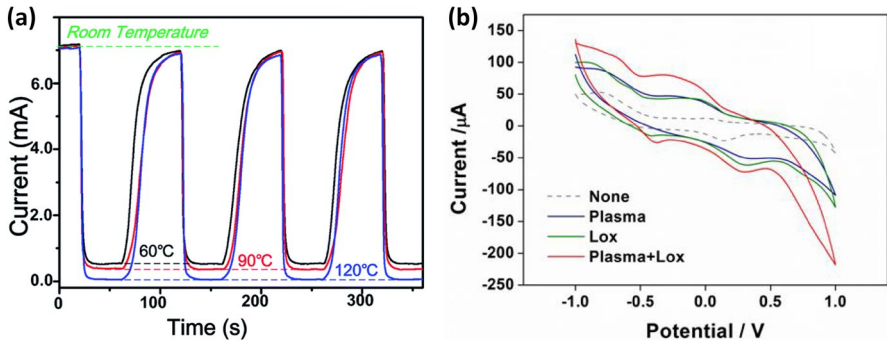 (a)
Room Temperature
6.0
4.0
2.0
0.0
60℃
90℃
120℃
0
100
200
300
Time (s)
Current (mA)
(b)
150
100
50
0
-50
-100
-150
-200
-250
None
Plasma
Lox
Plasma+Lox
-1.0
-0.5
0.0
0.5
1.0
Potential / V
Current /µA